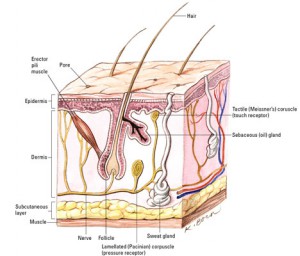 Hair
Erector
pili
muscle
Pore
Epidermis
Tactile (Meissner's) corpuscle
(touch receptor)
Sebaceous (oil) gland
Dermis
Subcutaneous
layer
Muscle
Nerve
Follicle
Sweat gland
Lamellated (Pacinian) corpuscle
(pressure receptor)